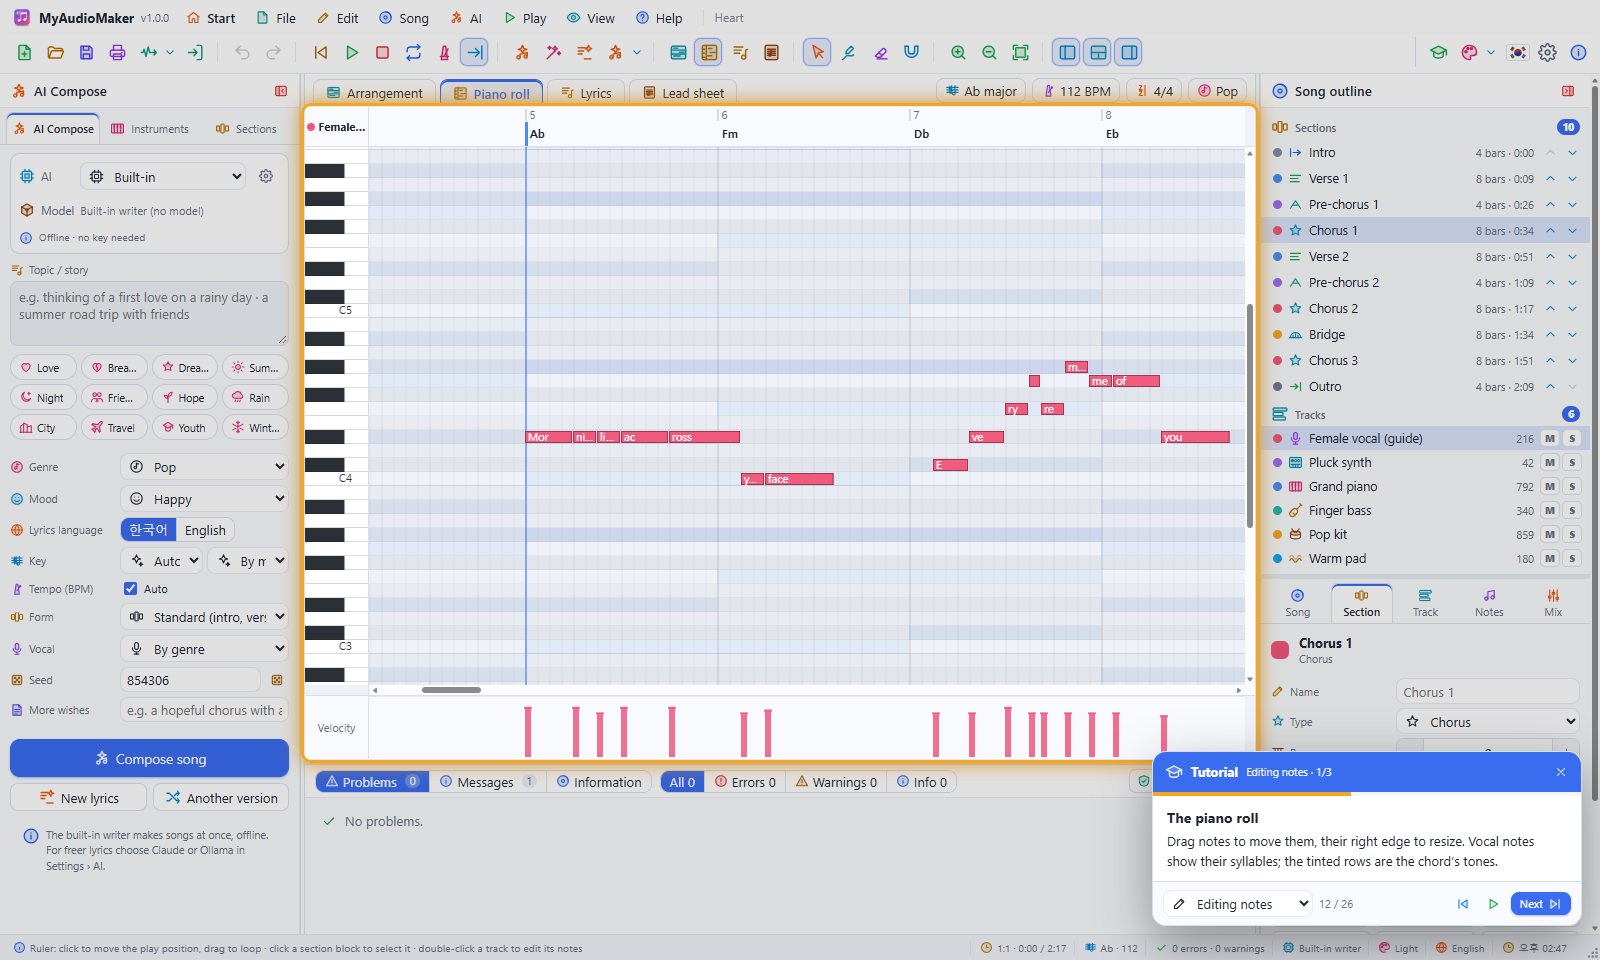 MyAudioMaker v1.0.0 Start File Edit Song AI Play View Help Heart
AI Compose
AI Compose Instruments Sections
AI Built-in
Model Built-in writer (no model)
Offline · no key needed
Topic / story
e.g. thinking of a first love on a rainy day · a
summer road trip with friends
Love Brea... Drea... Sum...
Night Frie... Hope Rain
City Travel Youth Wint...
Genre Pop
Mood Happy
Lyrics language 한국어 English
Key Auto By m
Tempo (BPM) Auto
Form Standard (intro, vers
Vocal By genre
Seed 854306
More wishes e.g. a hopeful chorus with a
Compose song
New lyrics Another version
The built-in writer makes songs at once, offline.
For freer lyrics choose Claude or Ollama in
Settings › AI.
Arrangement Piano roll Lyrics Lead sheet Ab major 112 BPM 4/4 Pop
Female... 5 6 7 8
Ab Fm Db Eb
C5
m...
me of
ry re
Mor ni... li... ac ross ve you
E
C4 y... face
C3
Velocity
Problems 0 Messages 1 Information All 0 Errors 0 Warnings 0 Info 0
No problems.
Song outline
Sections 10
Intro 4 bars · 0:00
Verse 1 8 bars · 0:09
Pre-chorus 1 4 bars · 0:26
Chorus 1 8 bars · 0:34
Verse 2 8 bars · 0:51
Pre-chorus 2 4 bars · 1:09
Chorus 2 8 bars · 1:17
Bridge 8 bars · 1:34
Chorus 3 8 bars · 1:51
Outro 4 bars · 2:09
Tracks 6
Female vocal (guide) 216 M S
Pluck synth 42 M S
Grand piano 792 M S
Finger bass 340 M S
Pop kit 859 M S
Warm pad 180 M S
Song Section Track Notes Mix
Chorus 1
Chorus
Name Chorus 1
Type Chorus
Tutorial Editing notes · 1/3
The piano roll
Drag notes to move them, their right edge to resize. Vocal notes
show their syllables; the tinted rows are the chord's tones.
Editing notes 12 / 26 Next
Ruler: click to move the play position, drag to loop · click a section block to select it · double-click a track to edit its notes
1:1 · 0:00 / 2:17 Ab · 112 0 errors · 0 warnings Built-in writer Light English 오후 02:47